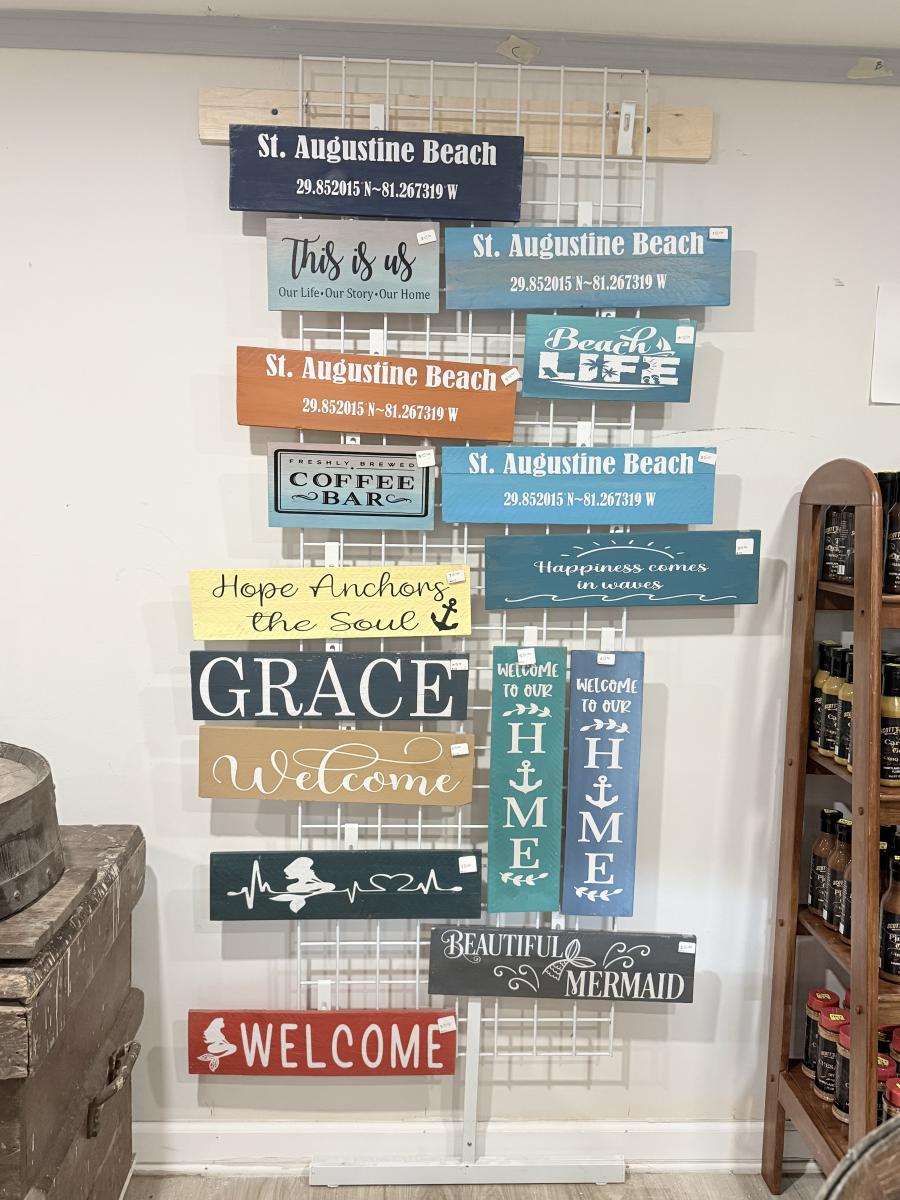 C
B
St. Augustine Beach
29.852015 N~81.267319 W
This is us
Our Life•Our Story•Our Home
St. Augustine Beach
29.852015 N~81.267319 W
Beach
LIFE
St. Augustine Beach
29.852015 N~81.267319 W
FRESHLY BREWED
COFFEE
BAR
St. Augustine Beach
29.852015 N~81.267319 W
Happiness comes
in waves
Hope Anchors
the Soul
GRACE
WELCOME
TO OUR
H
M
E
WELCOME
TO OUR
H
M
E
Welcome
BEAUTIFUL
MERMAID
WELCOME